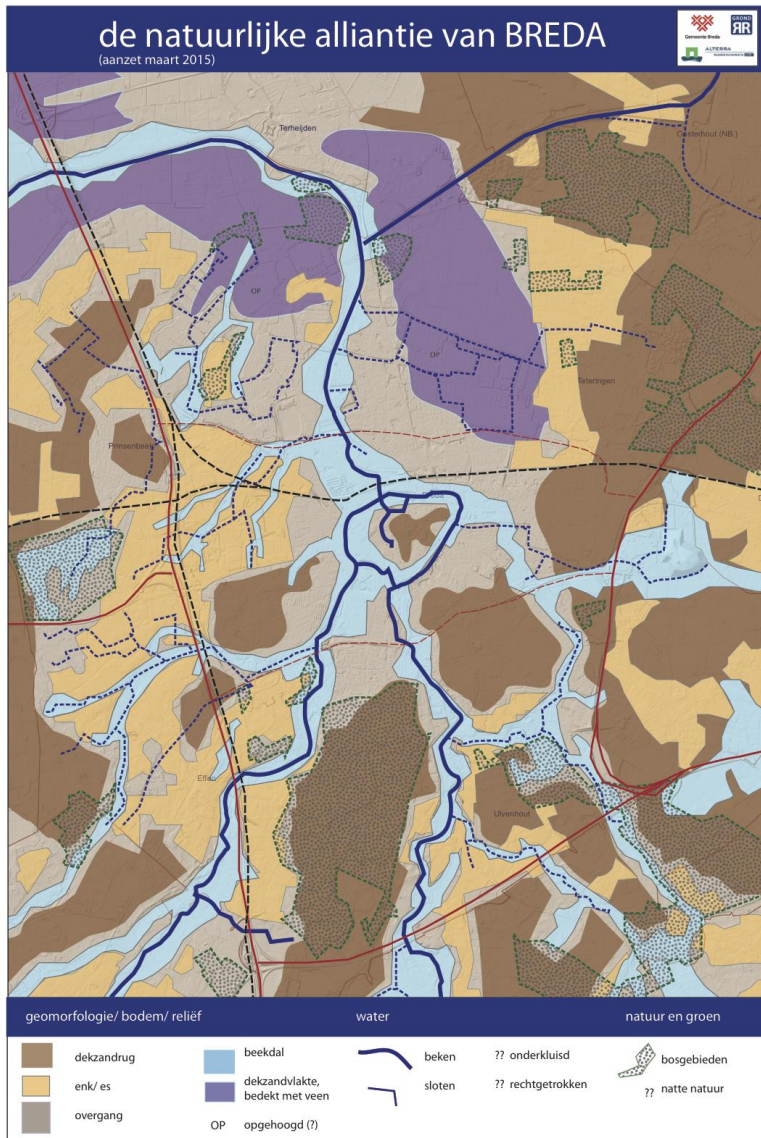 de natuurlijke alliantie van BREDA
(aanzet maart 2015)
Gemeente Breda
GROND
RR
ALTERRA
Terheijden
Oosterhout (NB.)
OP
OP
Teteringen
Prinsenbeek
Breda
Effen
Ulvenhout
geomorfologie/ bodem/ reliëf
water
natuur en groen
dekzandrug
enk/ es
overgang
beekdal
dekzandvlakte,
bedekt met veen
OP opgehoogd (?)
beken
sloten
?? onderkluisd
?? rechtgetrokken
bosgebieden
?? natte natuur